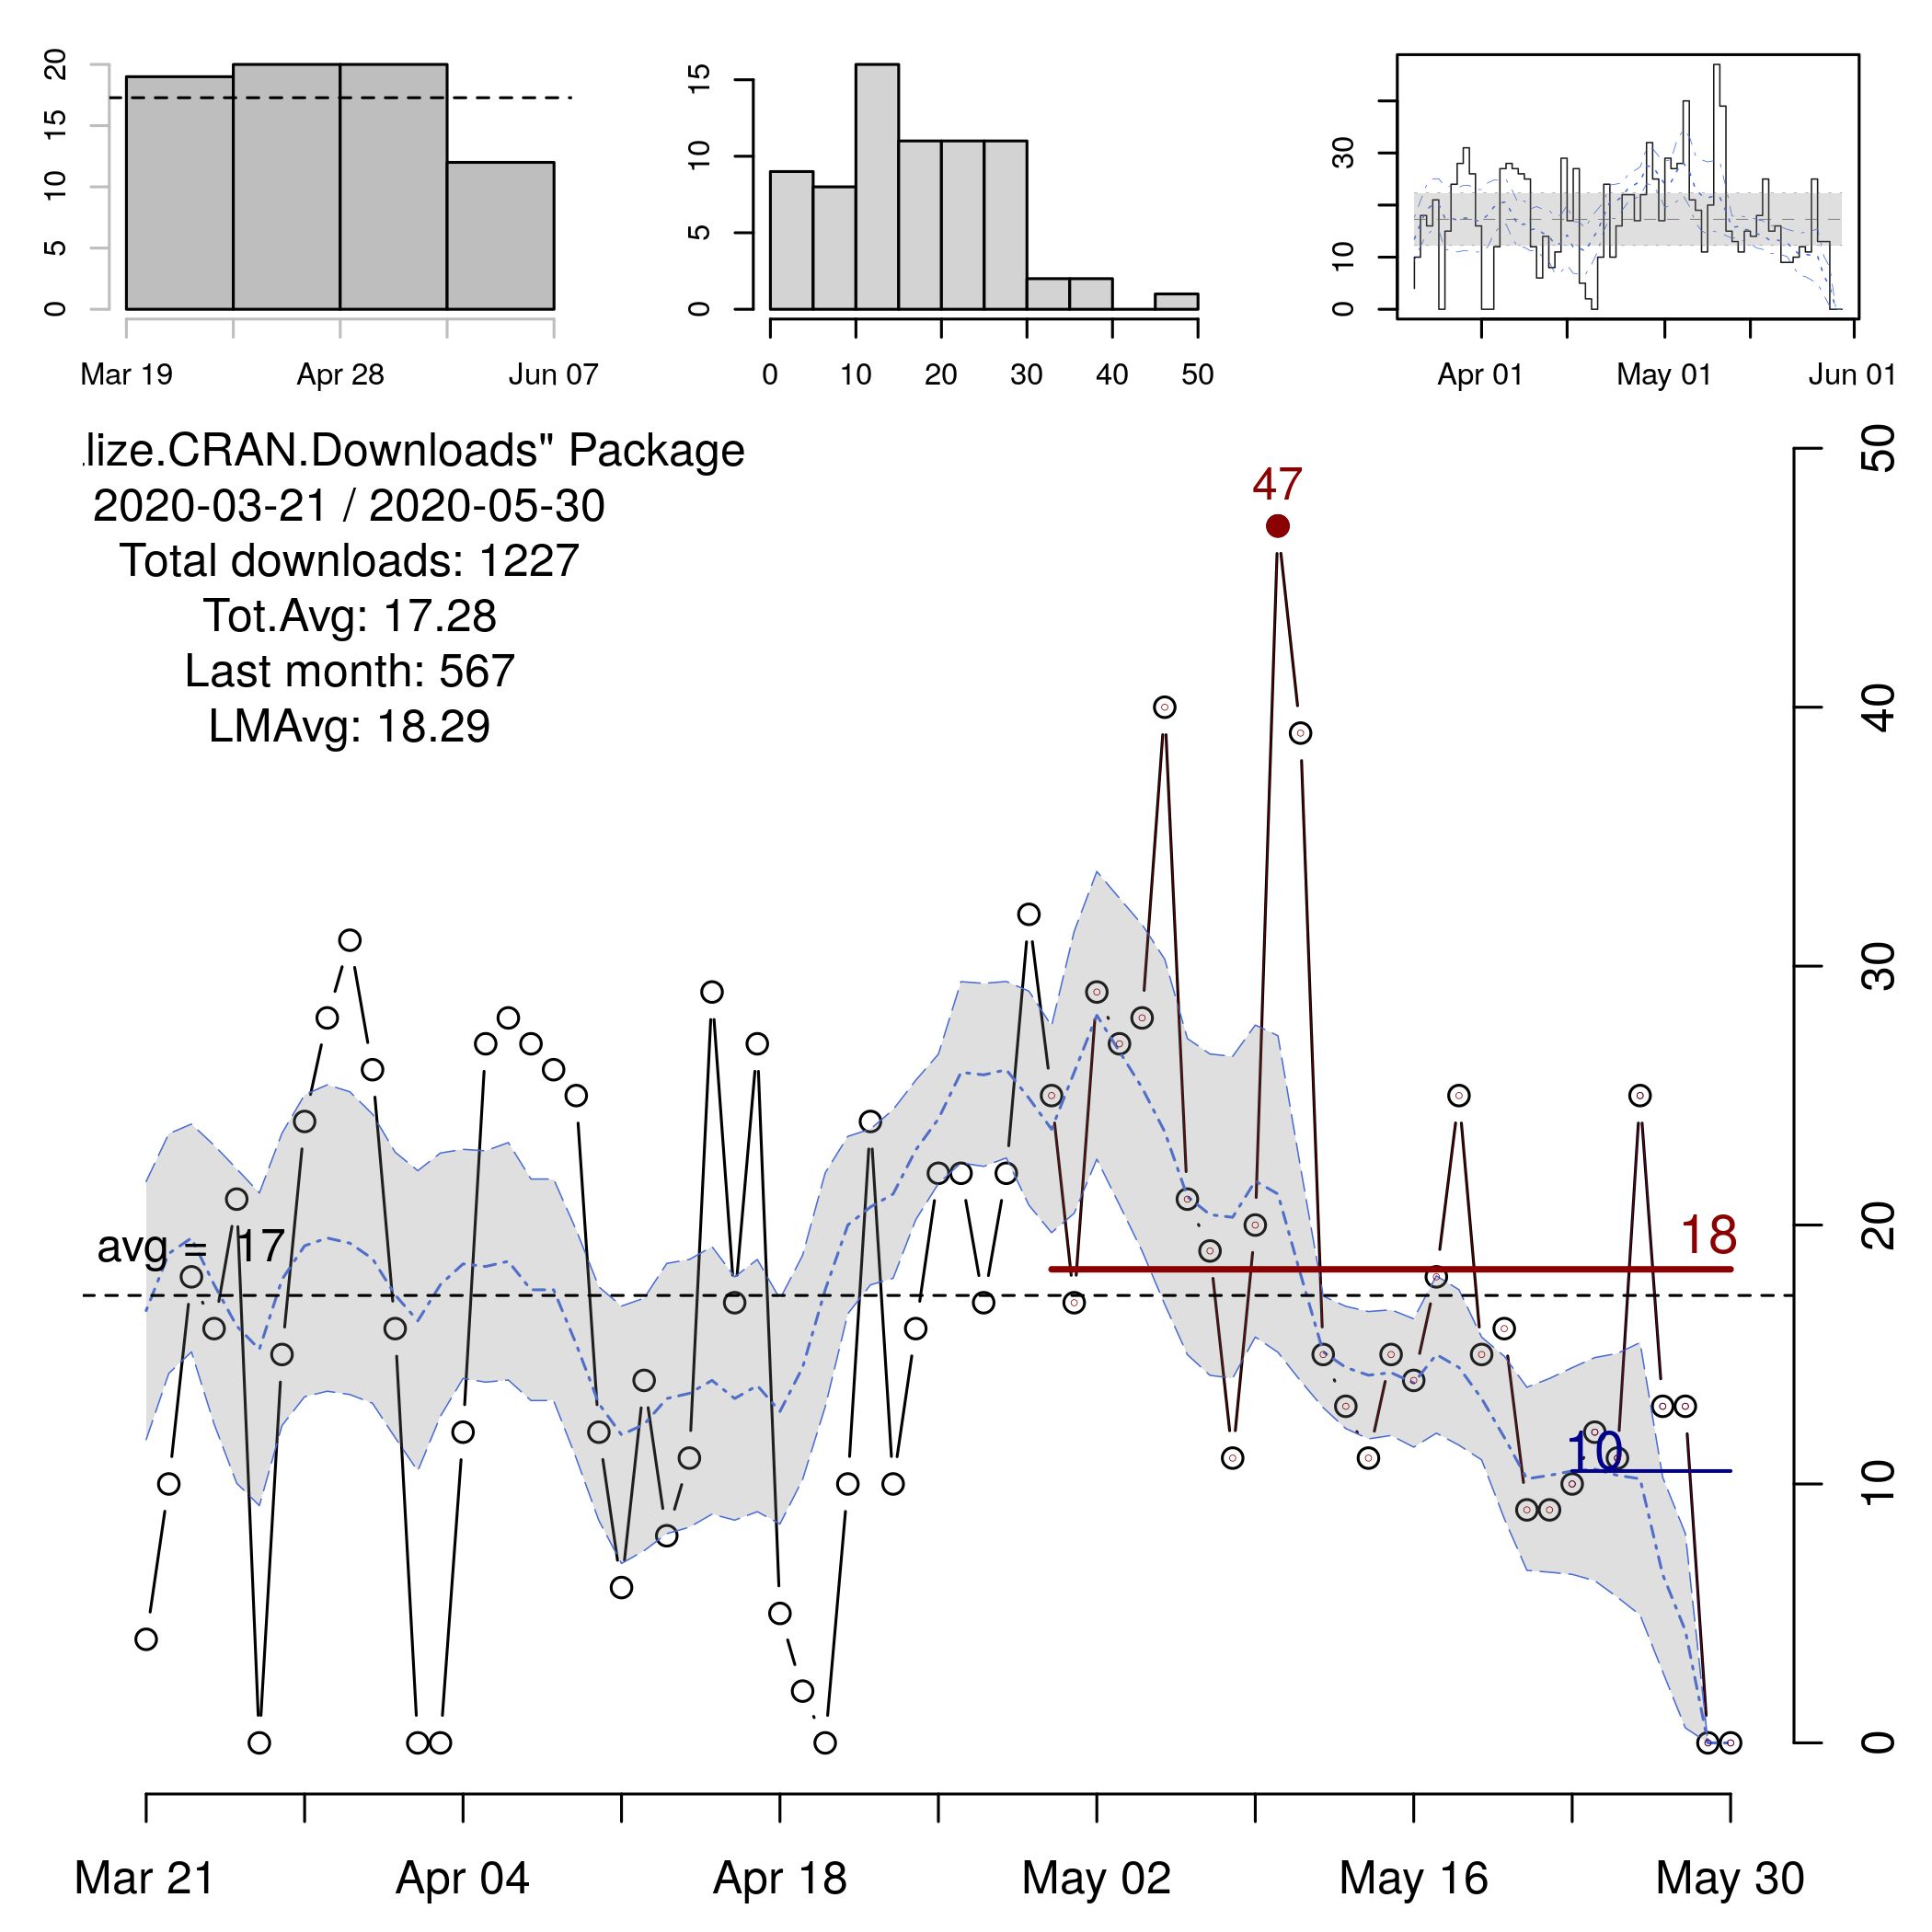 20
15
10
5
0
Mar 19 Apr 28 Jun 07
15
10
5
0
0 10 20 30 40 50
30
10
0
Apr 01 May 01 Jun 01
lize.CRAN.Downloads" Package
2020-03-21 / 2020-05-30
Total downloads: 1227
Tot.Avg: 17.28
Last month: 567
LMAvg: 18.29
47
avg = 17
18
10
50
40
30
20
10
0
Mar 21 Apr 04 Apr 18 May 02 May 16 May 30